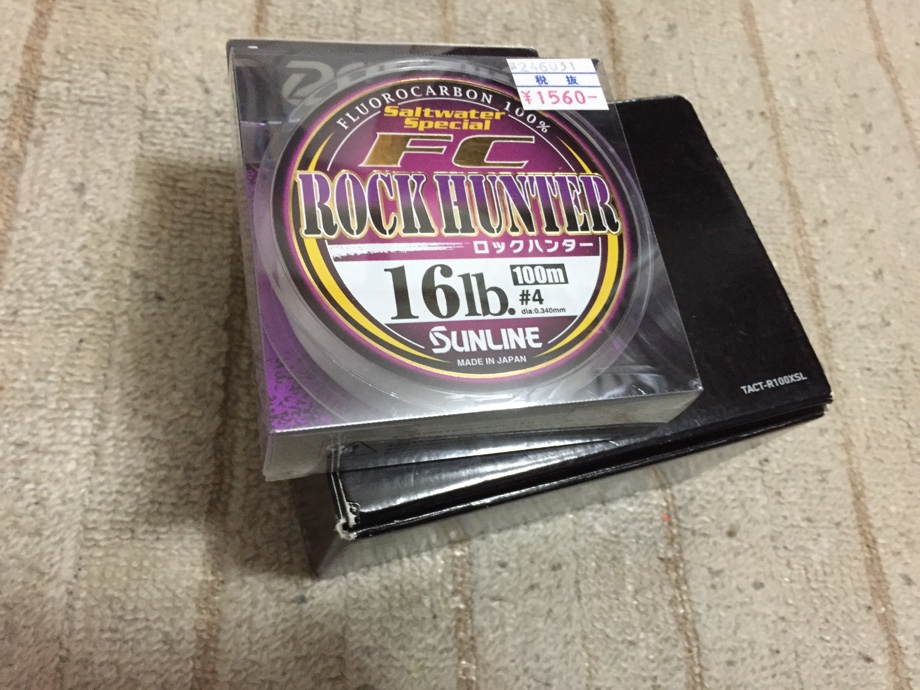 246031
税抜
¥1560-
FLUOROCARBON 100%
Saltwater
Special
FC
ROCK HUNTER
ロックハンター
16lb.
100m
#4
dia:0.340mm
SUNLINE
MADE IN JAPAN
TACT-R100XSL